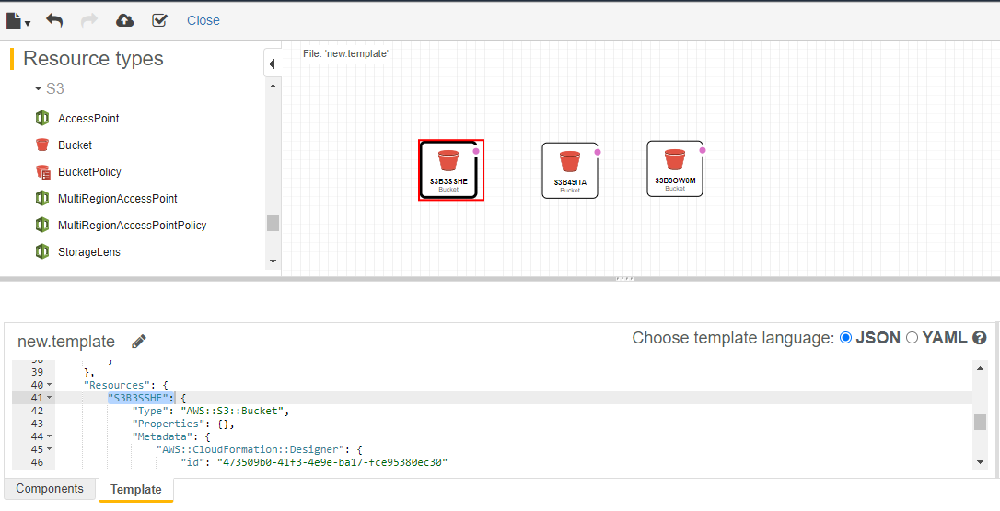 Close
Resource types
S3
AccessPoint
Bucket
BucketPolicy
MultiRegionAccessPoint
MultiRegionAccessPointPolicy
StorageLens
File: 'new.template'
S3B3SSHE
Bucket
S3B49ITA
Bucket
S3B3OW0M
Bucket
new.template
Choose template language: JSON YAML ?
38 }
39 },
40 "Resources": {
41 "S3B3SSHE": {
42 "Type": "AWS::S3::Bucket",
43 "Properties": {},
44 "Metadata": {
45 "AWS::CloudFormation::Designer": {
46 "id": "473509b0-41f3-4e9e-ba17-fce95380ec30"
Components Template